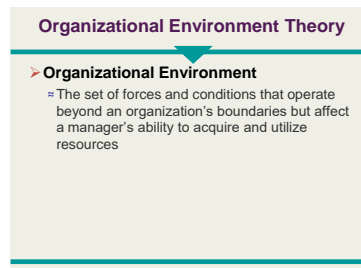 Organizational Environment Theory
Organizational Environment
The set of forces and conditions that operate
beyond an organization’s boundaries but affect
a manager’s ability to acquire and utilize
resources